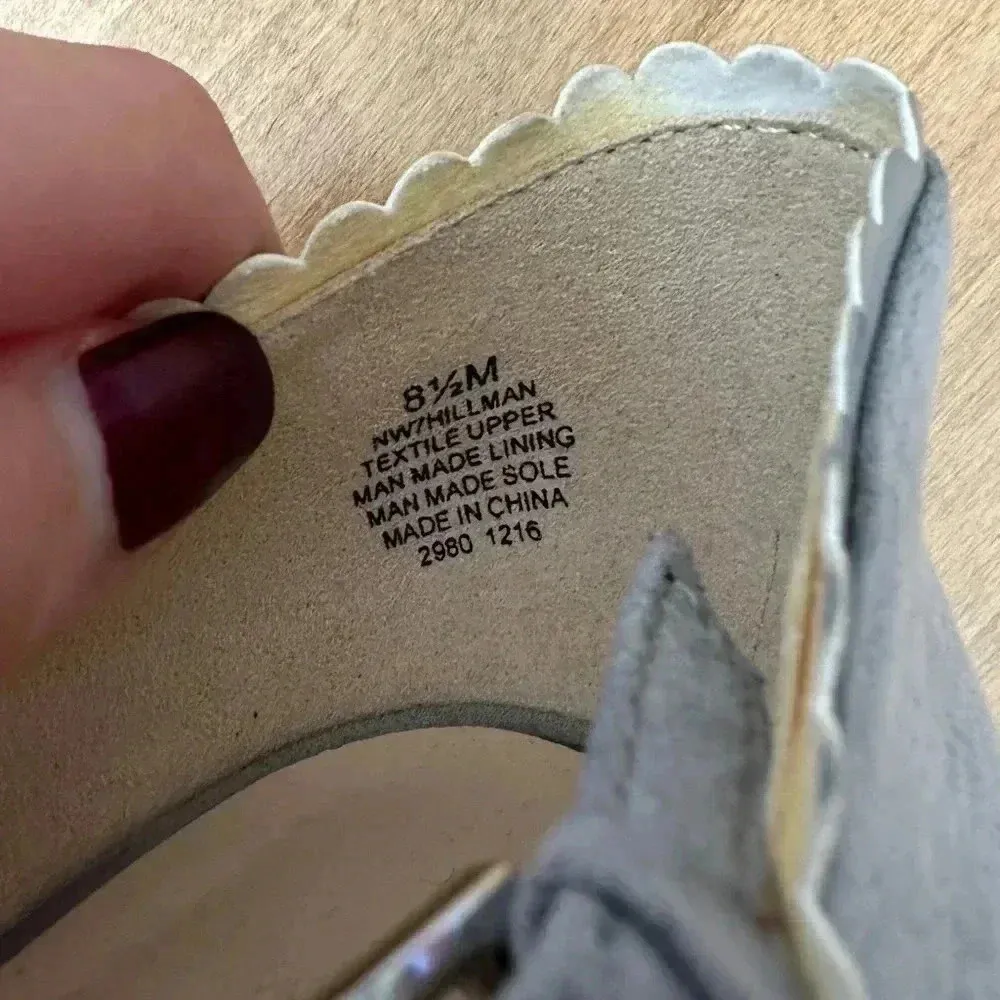 8½M
NW7HILLMAN
TEXTILE UPPER
MAN MADE LINING
MAN MADE SOLE
MADE IN CHINA
2980 1216